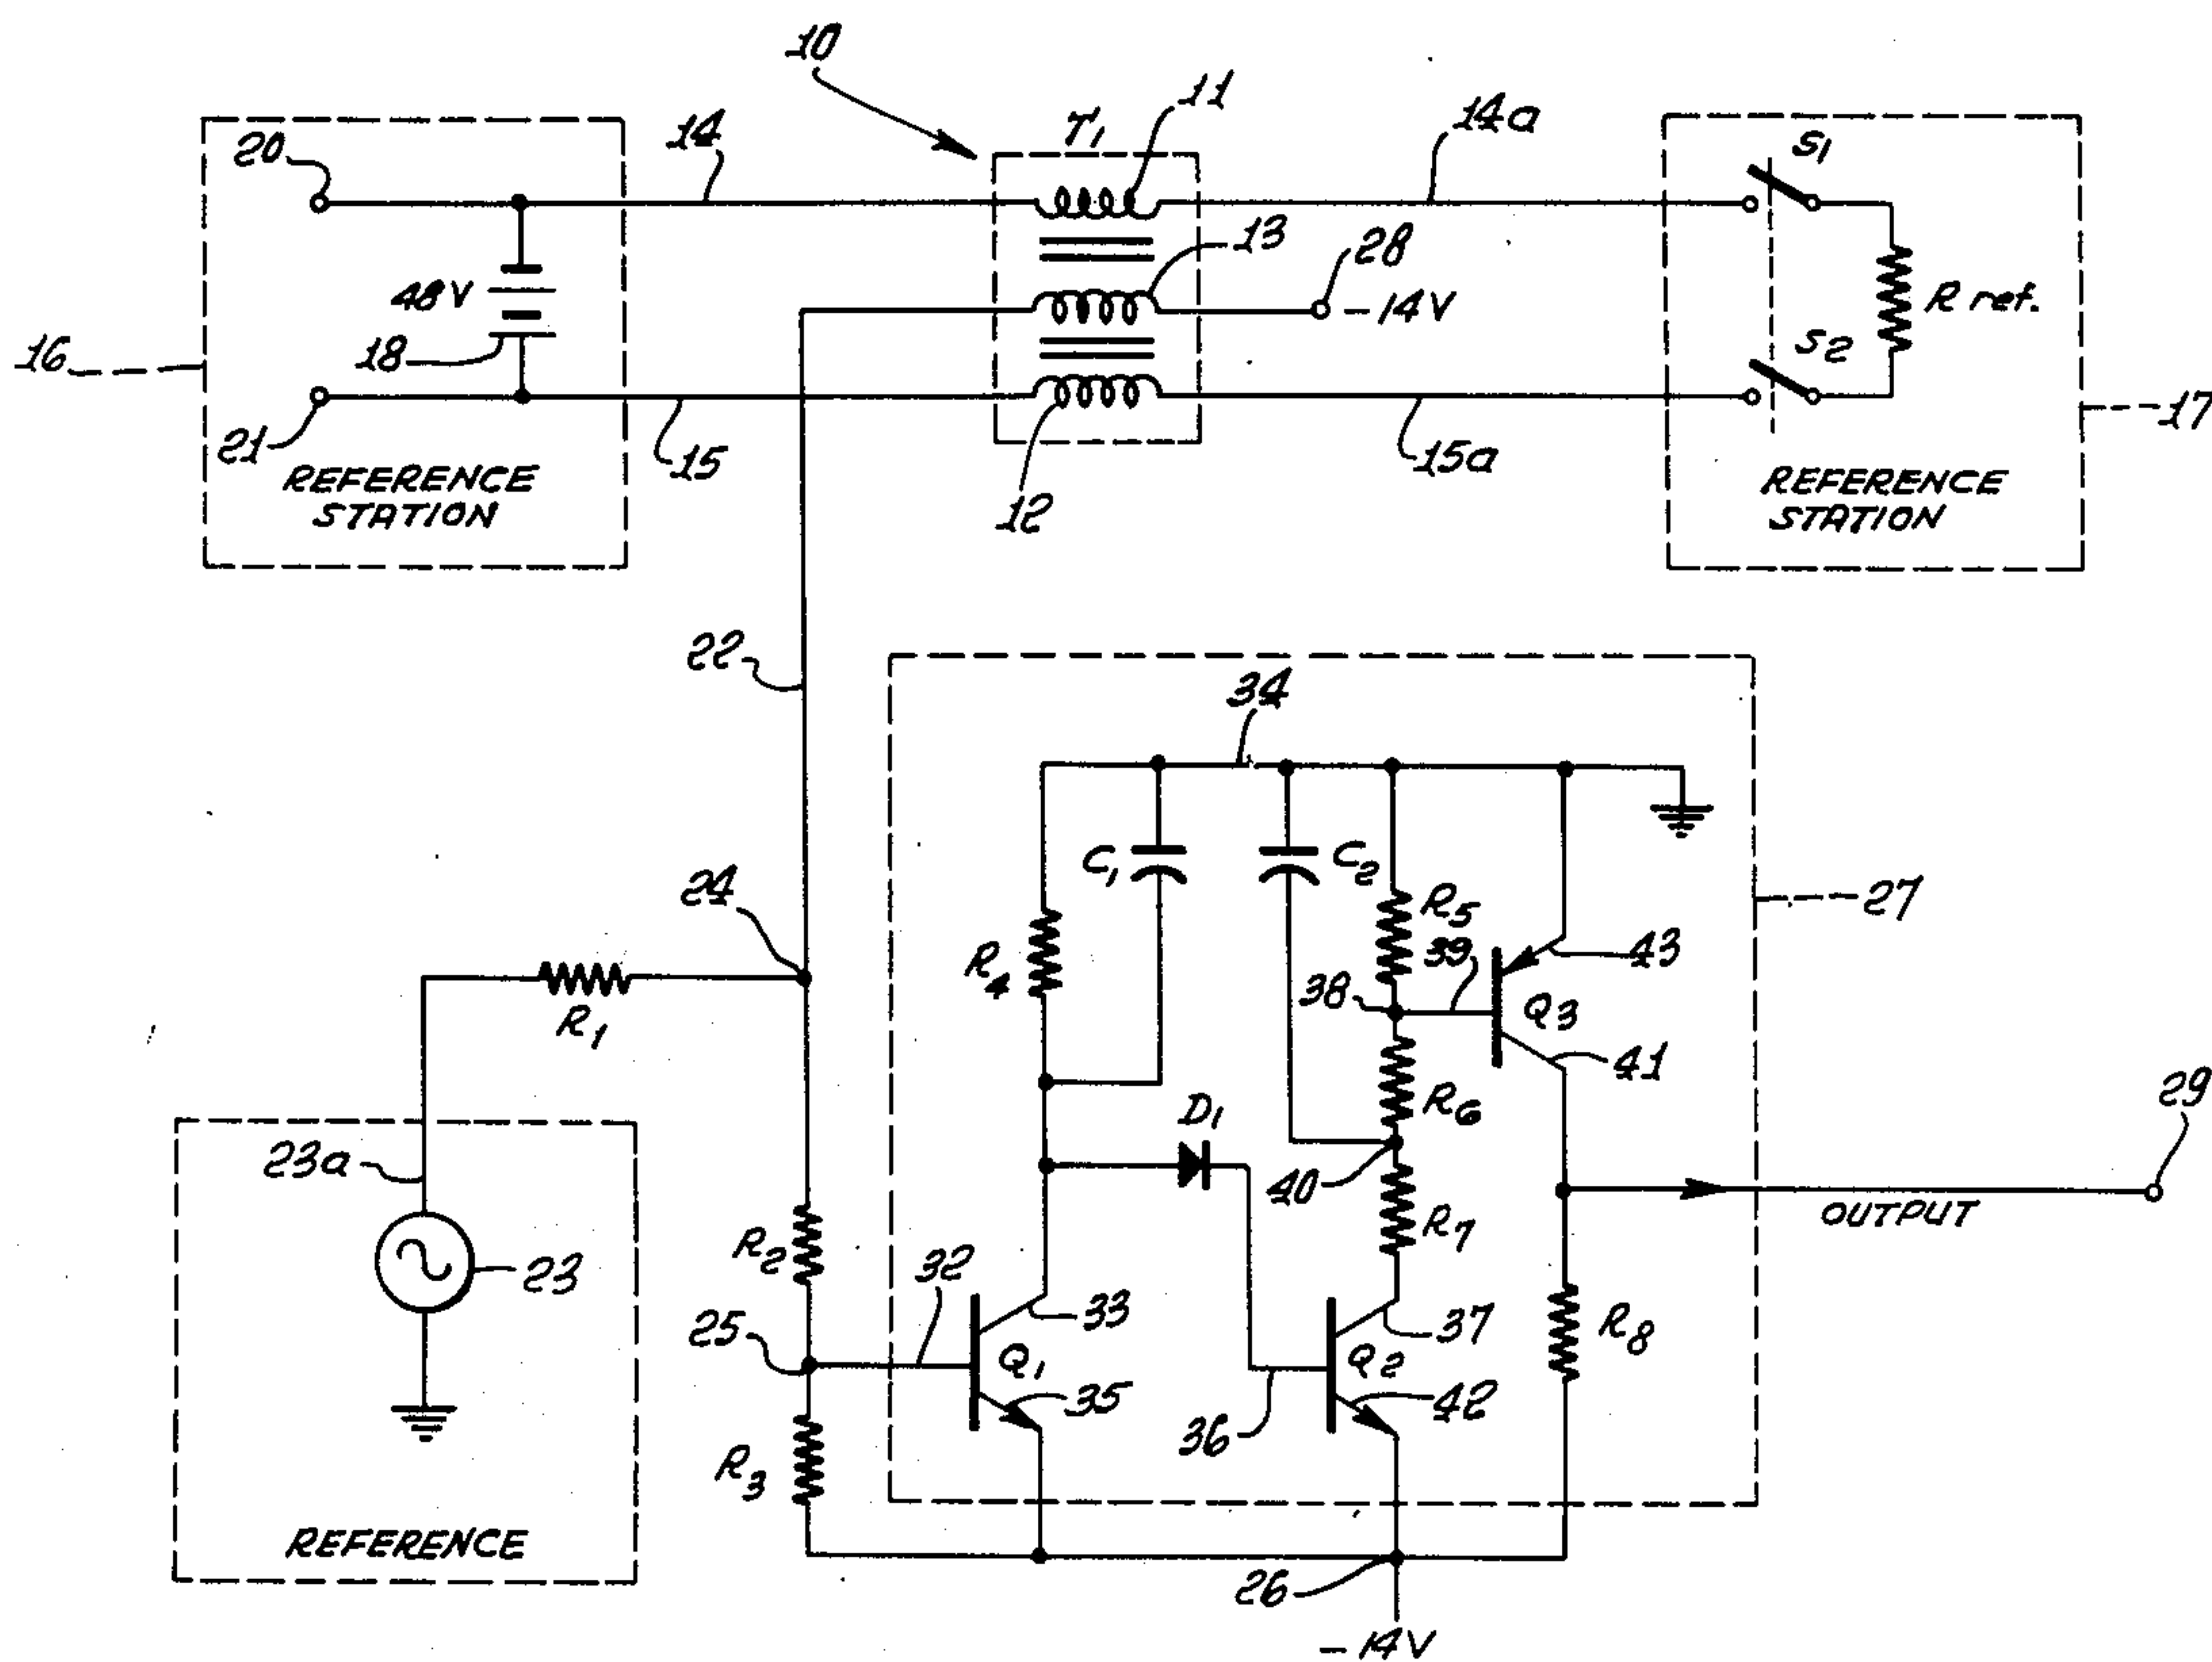 10
20
14
T1
11
14a
S1
13
28
48V
-14V
R ref.
16
18
S2
17
21
15
12
15a
REFERENCE
STATION
REFERENCE
STATION
22
34
24
C1
C2
R5
27
R4
39
43
38
Q3
R1
41
R6
29
23a
D1
40
R7
OUTPUT
R2
32
23
33
37
R8
25
Q1
Q2
35
42
36
R3
REFERENCE
26
-14V